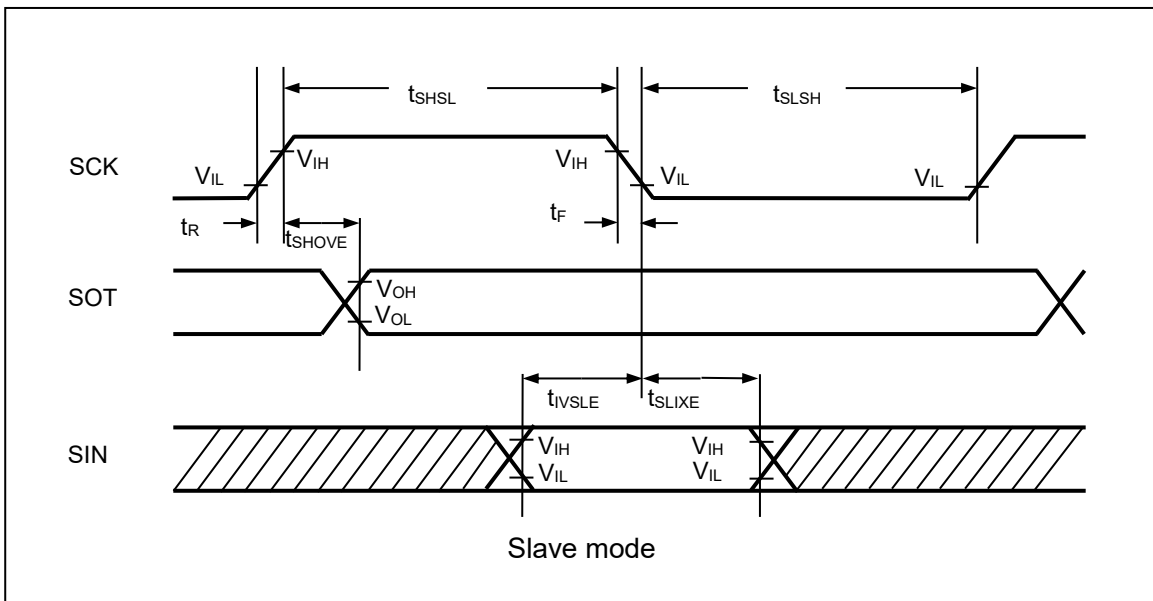 tSHSL tSLSH
SCK VIL VIH VIH VIL VIL
tR tSHOVE tF
SOT VOH
VOL
tIVSLE tSLIXE
SIN VIH VIH
VIL VIL
Slave mode